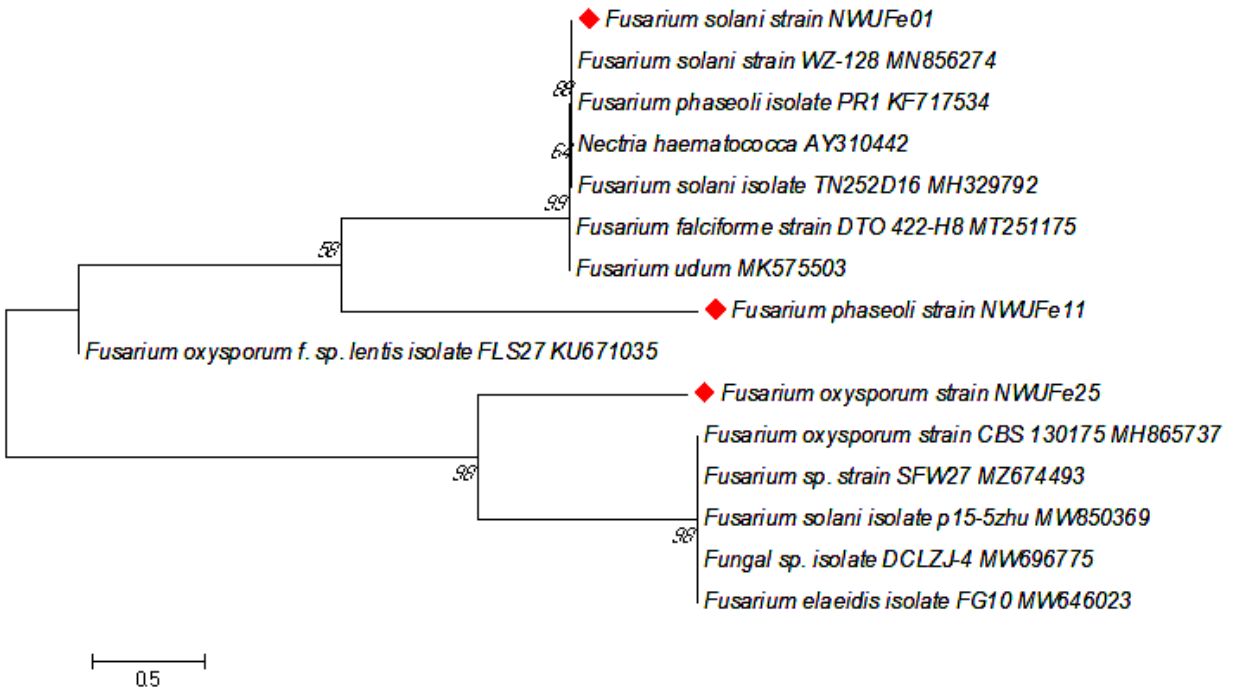 Fusarium solani strain NWUFe01
Fusarium solani strain WZ-128 MN856274
88
Fusarium phaseoli isolate PR1 KF717534
Nectria haematococca AY310442
64
Fusarium solani isolate TN252D16 MH329792
99
Fusarium falciforme strain DTO 422-H8 MT251175
58
Fusarium udum MK575503
Fusarium phaseoli strain NWUFe11
Fusarium oxysporum f. sp. lentis isolate FLS27 KU671035
Fusarium oxysporum strain NWUFe25
Fusarium oxysporum strain CBS 130175 MH865737
98
Fusarium sp. strain SFW27 MZ674493
Fusarium solani isolate p15-5zhu MW850369
98
Fungal sp. isolate DCLZJ-4 MW696775
Fusarium elaeidis isolate FG10 MW646023
0.5